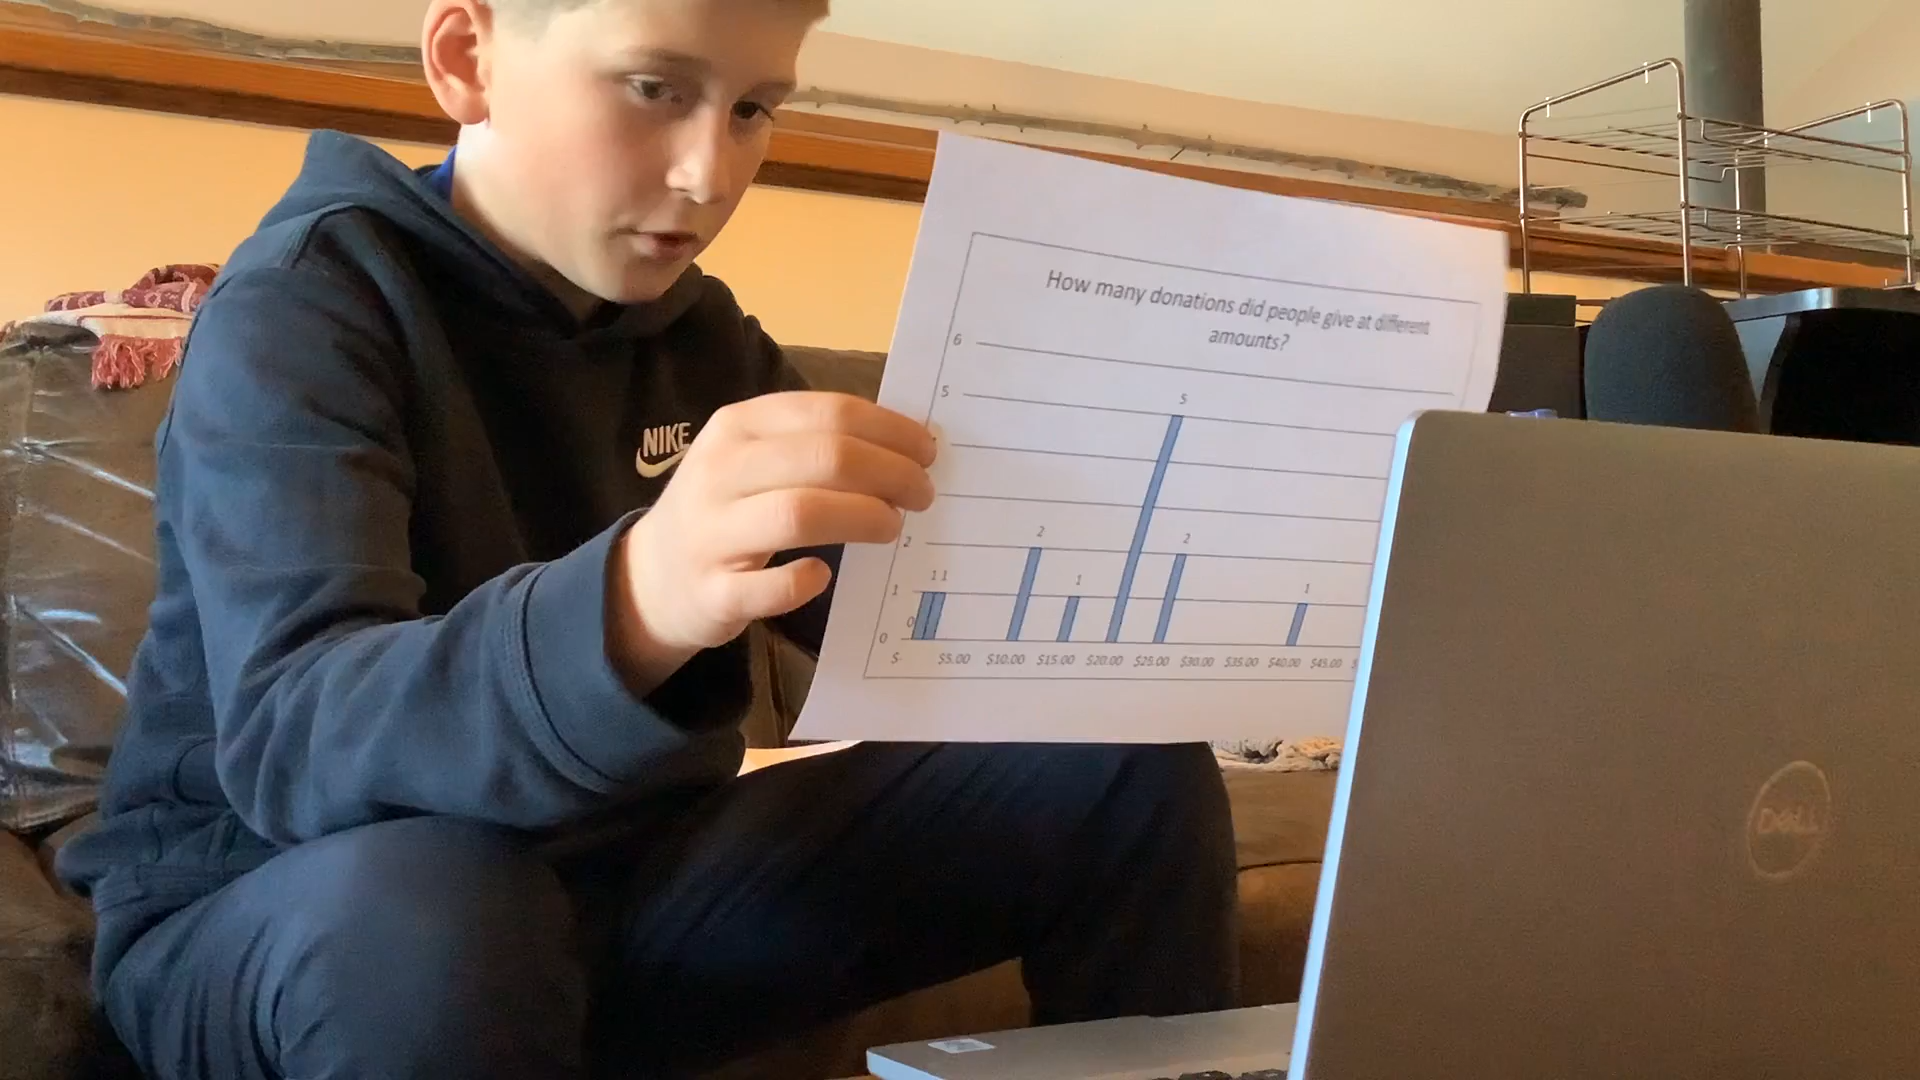 How many donations did people give at different
amounts?
6
5
5
2
2
2
1 1
1
1
1
0
0
$-
$5.00 $10.00 $15.00 $20.00 $25.00 $30.00 $35.00 $40.00 $45.00
NIKE
DELL